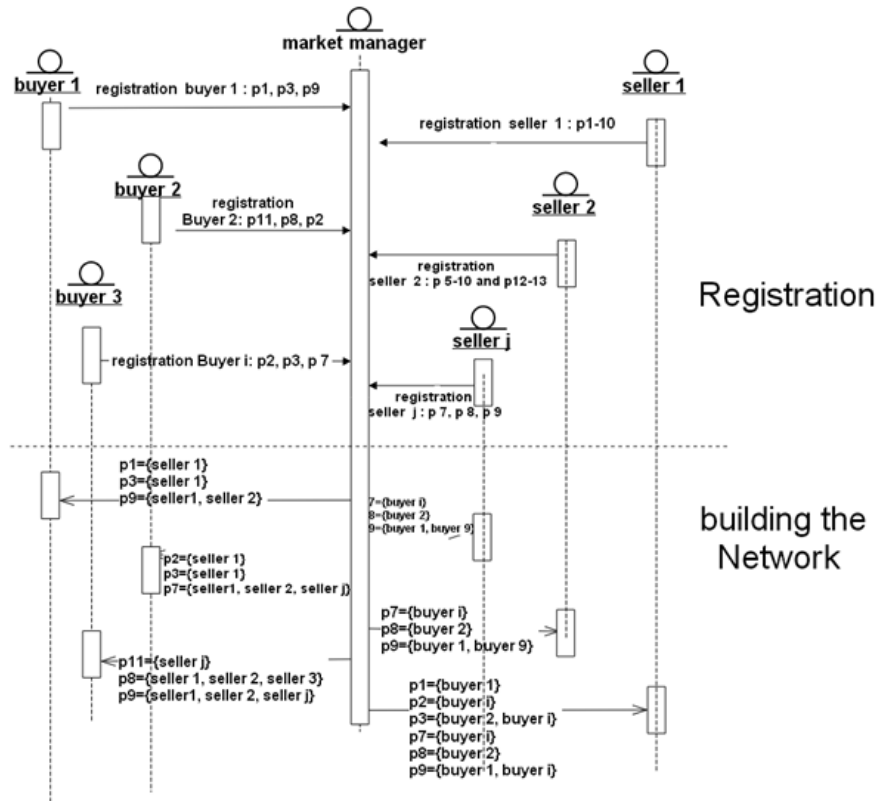 market manager
buyer 1
registration buyer 1 : p1, p3, p9
seller 1
registration seller 1 : p1-10
buyer 2
registration
Buyer 2: p11, p8, p2
seller 2
registration
seller 2 : p 5-10 and p12-13
Registration
buyer 3
seller j
registration Buyer i: p2, p3, p 7
registration
seller j : p 7, p 8, p 9
p1={seller 1}
p3={seller 1}
p9={seller1, seller 2}
7={buyer i}
8={buyer 2}
9={buyer 1, buyer 9}
building the
Network
p2={seller 1}
p3={seller 1}
p7={seller1, seller 2, seller j}
p7={buyer i}
p8={buyer 2}
p9={buyer 1, buyer 9}
p11={seller j}
p8={seller 1, seller 2, seller 3}
p9={seller1, seller 2, seller j}
p1={buyer 1}
p2={buyer i}
p3={buyer 2, buyer i}
p7={buyer i}
p8={buyer 2}
p9={buyer 1, buyer i}